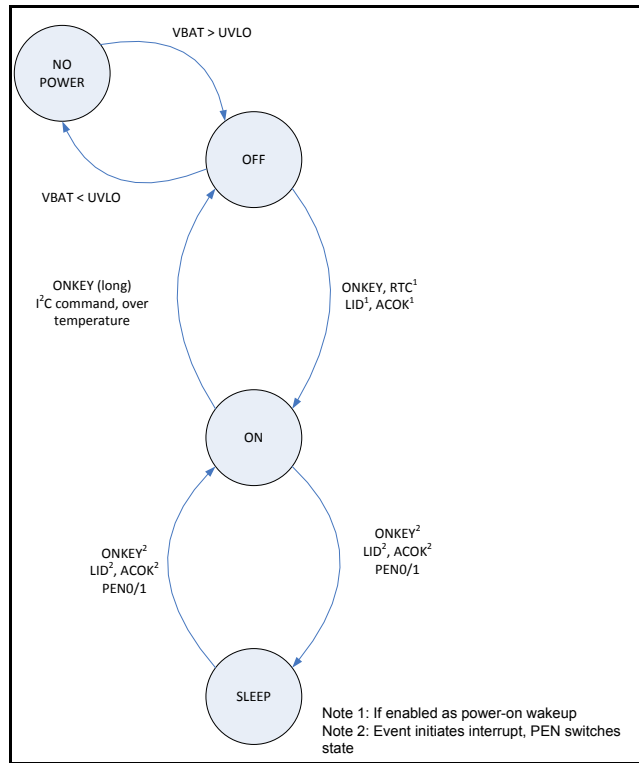 NO
POWER
VBAT > UVLO
OFF
VBAT < UVLO
ONKEY (long)
I²C command, over
temperature
ONKEY, RTC¹
LID¹, ACOK¹
ON
ONKEY²
LID², ACOK²
PEN0/1
ONKEY²
LID², ACOK²
PEN0/1
SLEEP
Note 1: If enabled as power-on wakeup
Note 2: Event initiates interrupt, PEN switches
state